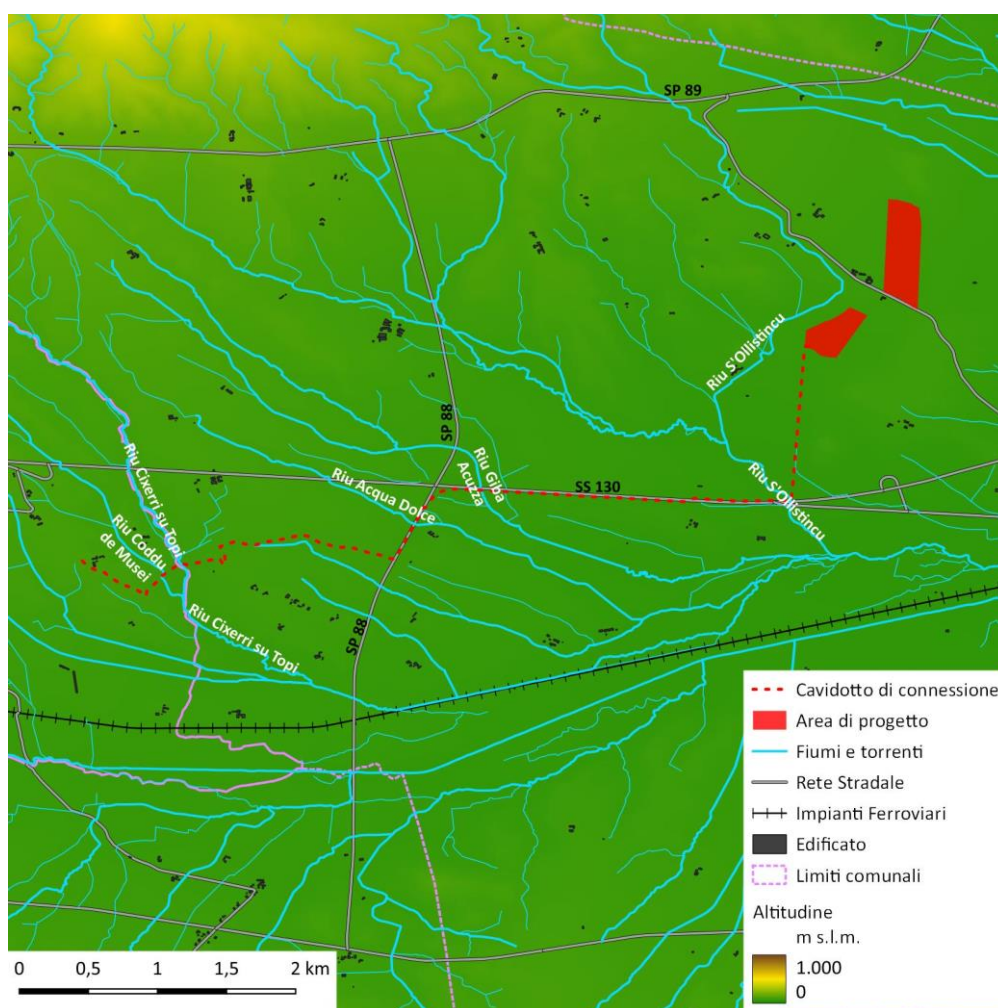 SP 89
Riu S'Ollistincu
SP 88
Riu Giba
Acuzza
Riu Cixerri su Topi
Riu Acqua Dolce
SS 130
Riu S'Ollistincu
Riu Coddu
de Musei
Riu Cixerri su Topi
SP 88
Cavidotto di connessione
Area di progetto
Fiumi e torrenti
Rete Stradale
Impianti Ferroviari
Edificato
Limiti comunali
Altitudine
m s.l.m.
1.000
0
0 0,5 1 1,5 2 km